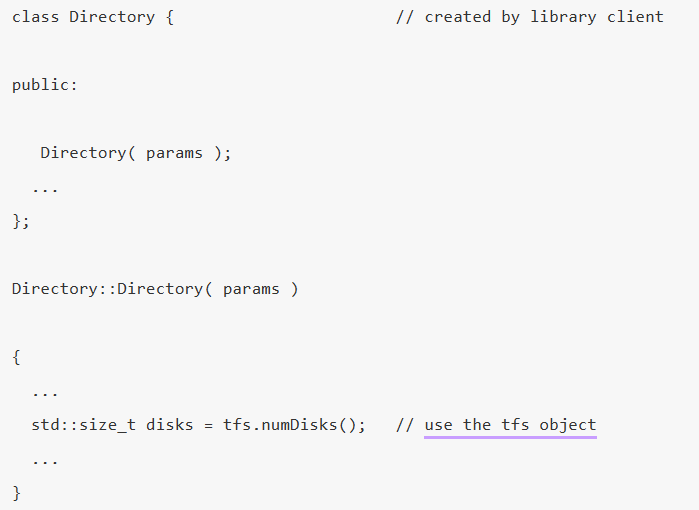 class Directory {                       // created by library client
public:
   Directory( params );
  ...
};
Directory::Directory( params )
{
  ...
  std::size_t disks = tfs.numDisks();   // use the tfs object
  ...
}